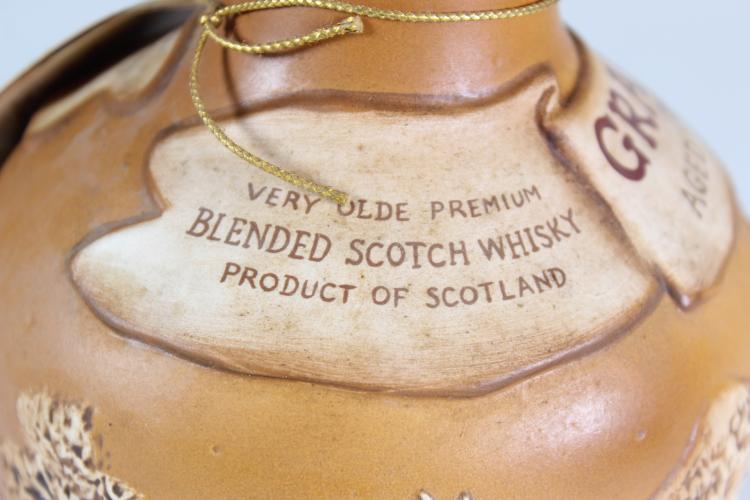 VERY OLDE PREMIUM
BLENDED SCOTCH WHISKY
PRODUCT OF SCOTLAND